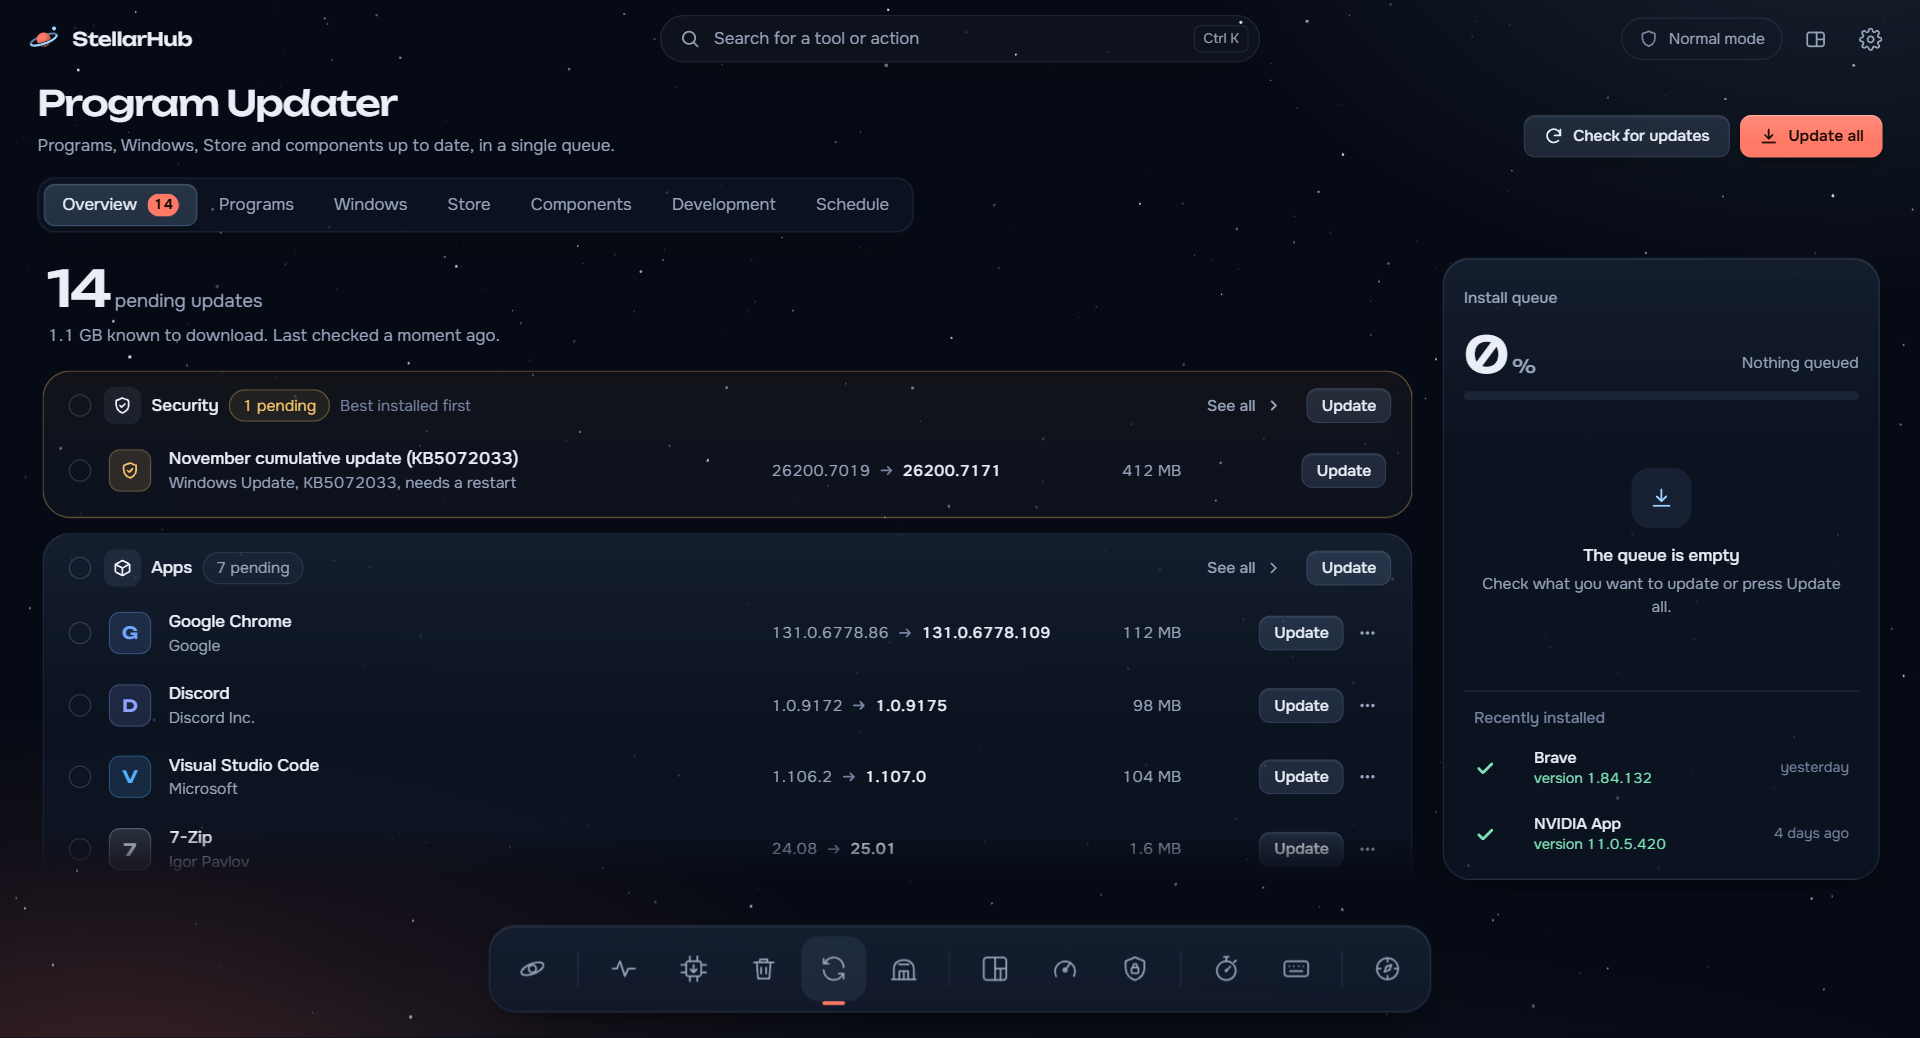 StellarHub
Search for a tool or action
Ctrl K
Normal mode
Program Updater
Programs, Windows, Store and components up to date, in a single queue.
Check for updates
Update all
Overview 14
Programs
Windows
Store
Components
Development
Schedule
14 pending updates
1.1 GB known to download. Last checked a moment ago.
Security 1 pending Best installed first See all Update
November cumulative update (KB5072033)
Windows Update, KB5072033, needs a restart
26200.7019 → 26200.7171 412 MB Update
Apps 7 pending See all Update
Google Chrome
Google
131.0.6778.86 → 131.0.6778.109 112 MB Update
Discord
Discord Inc.
1.0.9172 → 1.0.9175 98 MB Update
Visual Studio Code
Microsoft
1.106.2 → 1.107.0 104 MB Update
7-Zip
Igor Pavlov
24.08 → 25.01 1.6 MB Update
G
D
V
7
Install queue
0 %
Nothing queued
The queue is empty
Check what you want to update or press Update
all.
Recently installed
Brave
version 1.84.132
yesterday
NVIDIA App
version 11.0.5.420
4 days ago